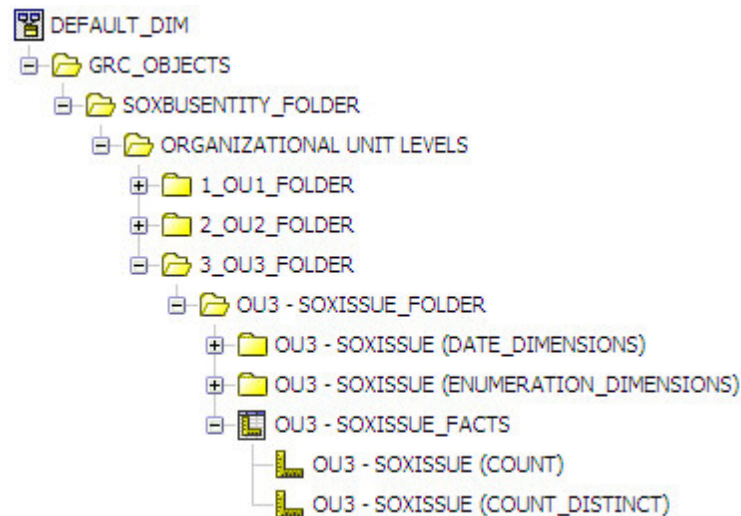 DEFAULT_DIM
GRC_OBJECTS
SOXBUSENTITY_FOLDER
ORGANIZATIONAL UNIT LEVELS
1_OU1_FOLDER
2_OU2_FOLDER
3_OU3_FOLDER
OU3 - SOXISSUE_FOLDER
OU3 - SOXISSUE (DATE_DIMENSIONS)
OU3 - SOXISSUE (ENUMERATION_DIMENSIONS)
OU3 - SOXISSUE_FACTS
OU3 - SOXISSUE (COUNT)
OU3 - SOXISSUE (COUNT_DISTINCT)